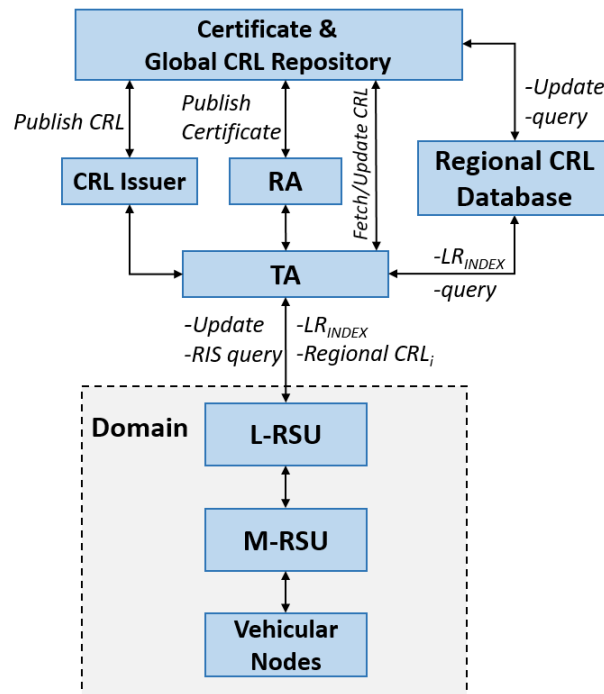 Certificate &
Global CRL Repository
Publish CRL
Publish
Certificate
Fetch/Update CRL
-Update
-query
CRL Issuer
RA
Regional CRL
Database
TA
-LR_INDEX
-query
-Update
-RIS query
-LR_INDEX
-Regional CRL_i
Domain
L-RSU
M-RSU
Vehicular
Nodes